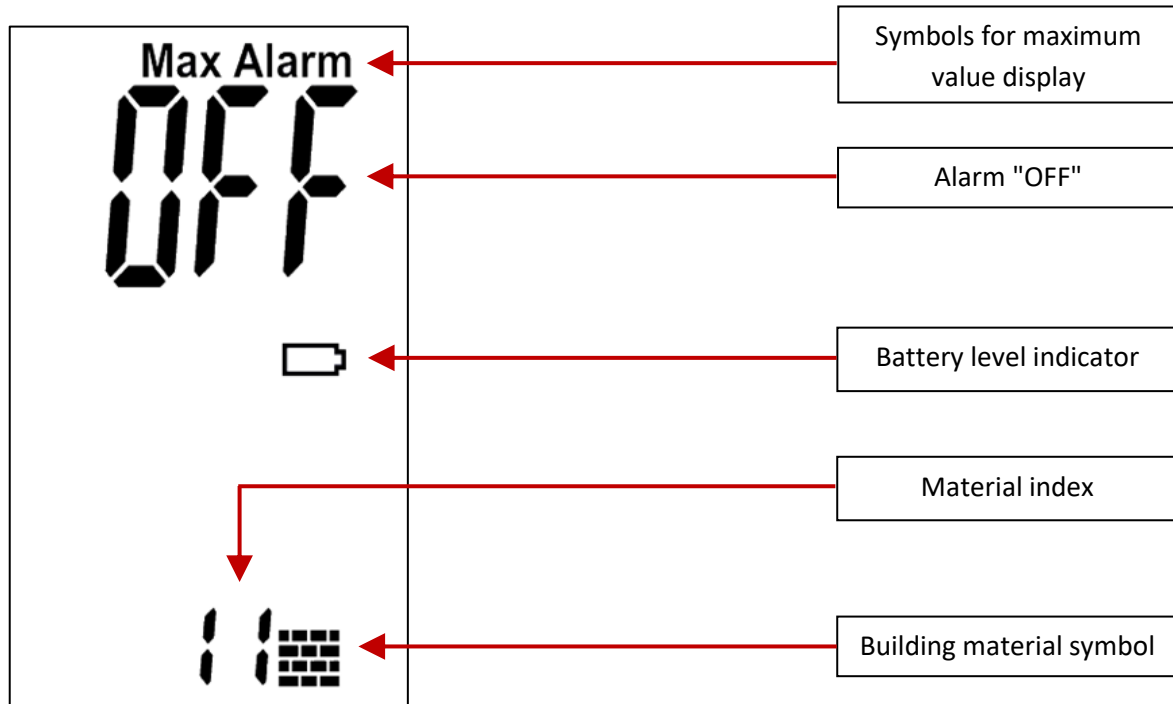 Max Alarm
Symbols for maximum
value display
OFF
Alarm "OFF"
Battery level indicator
Material index
11
Building material symbol